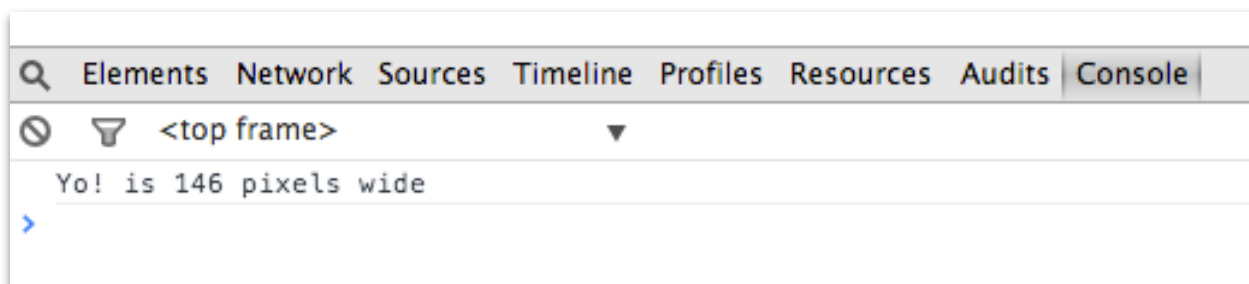 Elements Network Sources Timeline Profiles Resources Audits Console
<top frame>
Yo! is 146 pixels wide
>